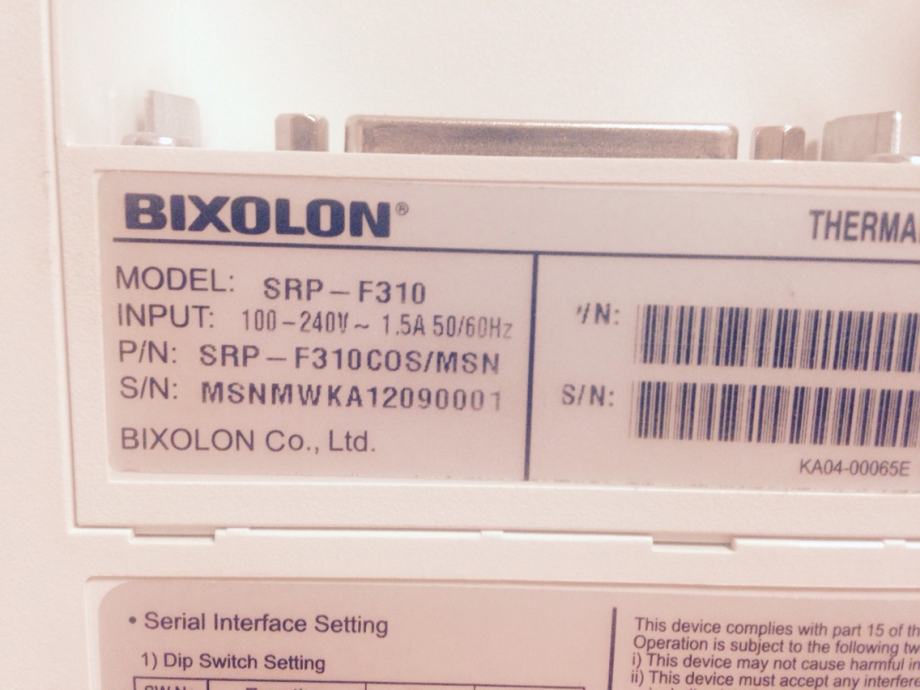 BIXOLON®
THERMA
MODEL: SRP-F310
INPUT: 100-240V~ 1.5A 50/60Hz
P/N: SRP-F310COS/MSN
S/N: MSNMWKA12090001
BIXOLON Co., Ltd.
/N:
S/N:
KA04-00065E
• Serial Interface Setting
1) Dip Switch Setting
This device complies with part 15 of th
Operation is subject to the following tw
i) This device may not cause harmful in
ii) This device must accept any interfere